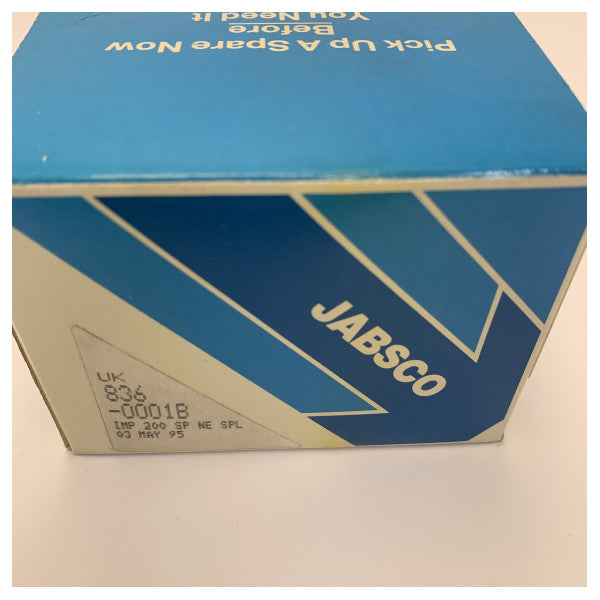 Pick Up A Spare Now
Before
You Need It
JABSCO
UK
836
-0001B
IMP 200 SP NE SPL
03 MAY 95